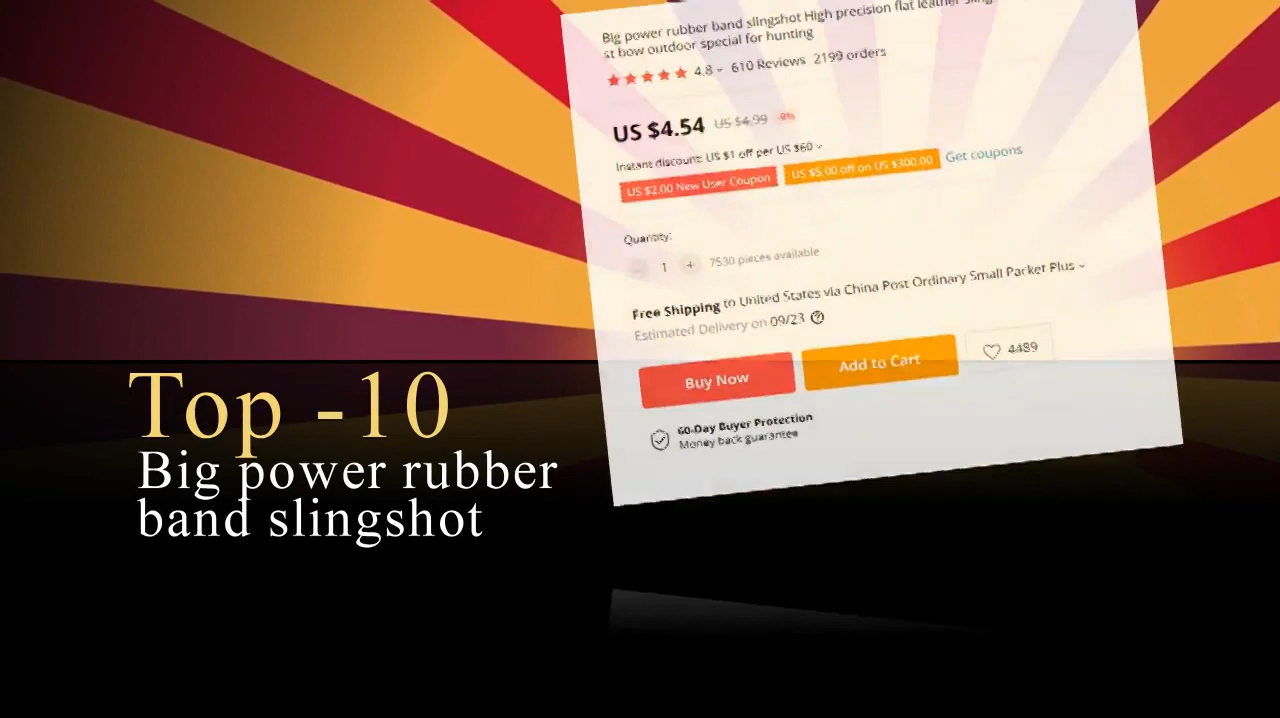 Big power rubber band slingshot High precision flat leather
st bow outdoor special for hunting
4.8 610 Reviews 2199 orders
US $4.54 US $4.99 -9%
Instant discount: US $1 off per US $60
US $2.00 New User Coupon US $5.00 off on US $300.00 Get coupons
Quantity:
- 1 + 7530 pieces available
Free Shipping to United States via China Post Ordinary Small Packet Plus
Estimated Delivery on 09/23 ?
Buy Now Add to Cart 4489
60-Day Buyer Protection
Money back guarantee
Top -10
Big power rubber
band slingshot